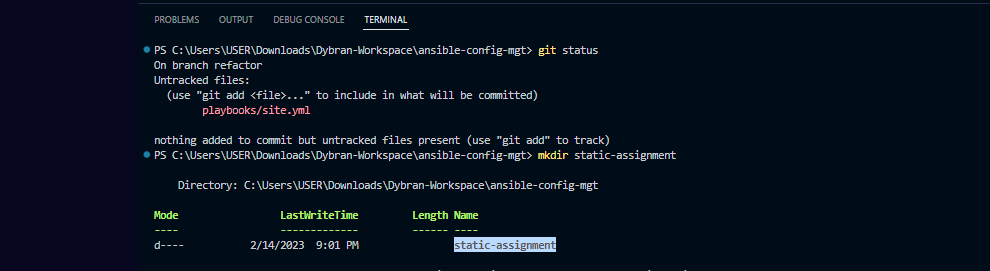 PROBLEMS OUTPUT DEBUG CONSOLE TERMINAL
PS C:\Users\USER\Downloads\Dybran-Workspace\ansible-config-mgt> git status
On branch refactor
Untracked files:
  (use "git add <file>..." to include in what will be committed)
        playbooks/site.yml
nothing added to commit but untracked files present (use "git add" to track)
PS C:\Users\USER\Downloads\Dybran-Workspace\ansible-config-mgt> mkdir static-assignment
    Directory: C:\Users\USER\Downloads\Dybran-Workspace\ansible-config-mgt
Mode                 LastWriteTime         Length Name
----                 -------------         ------ ----
d----          2/14/2023  9:01 PM                static-assignment